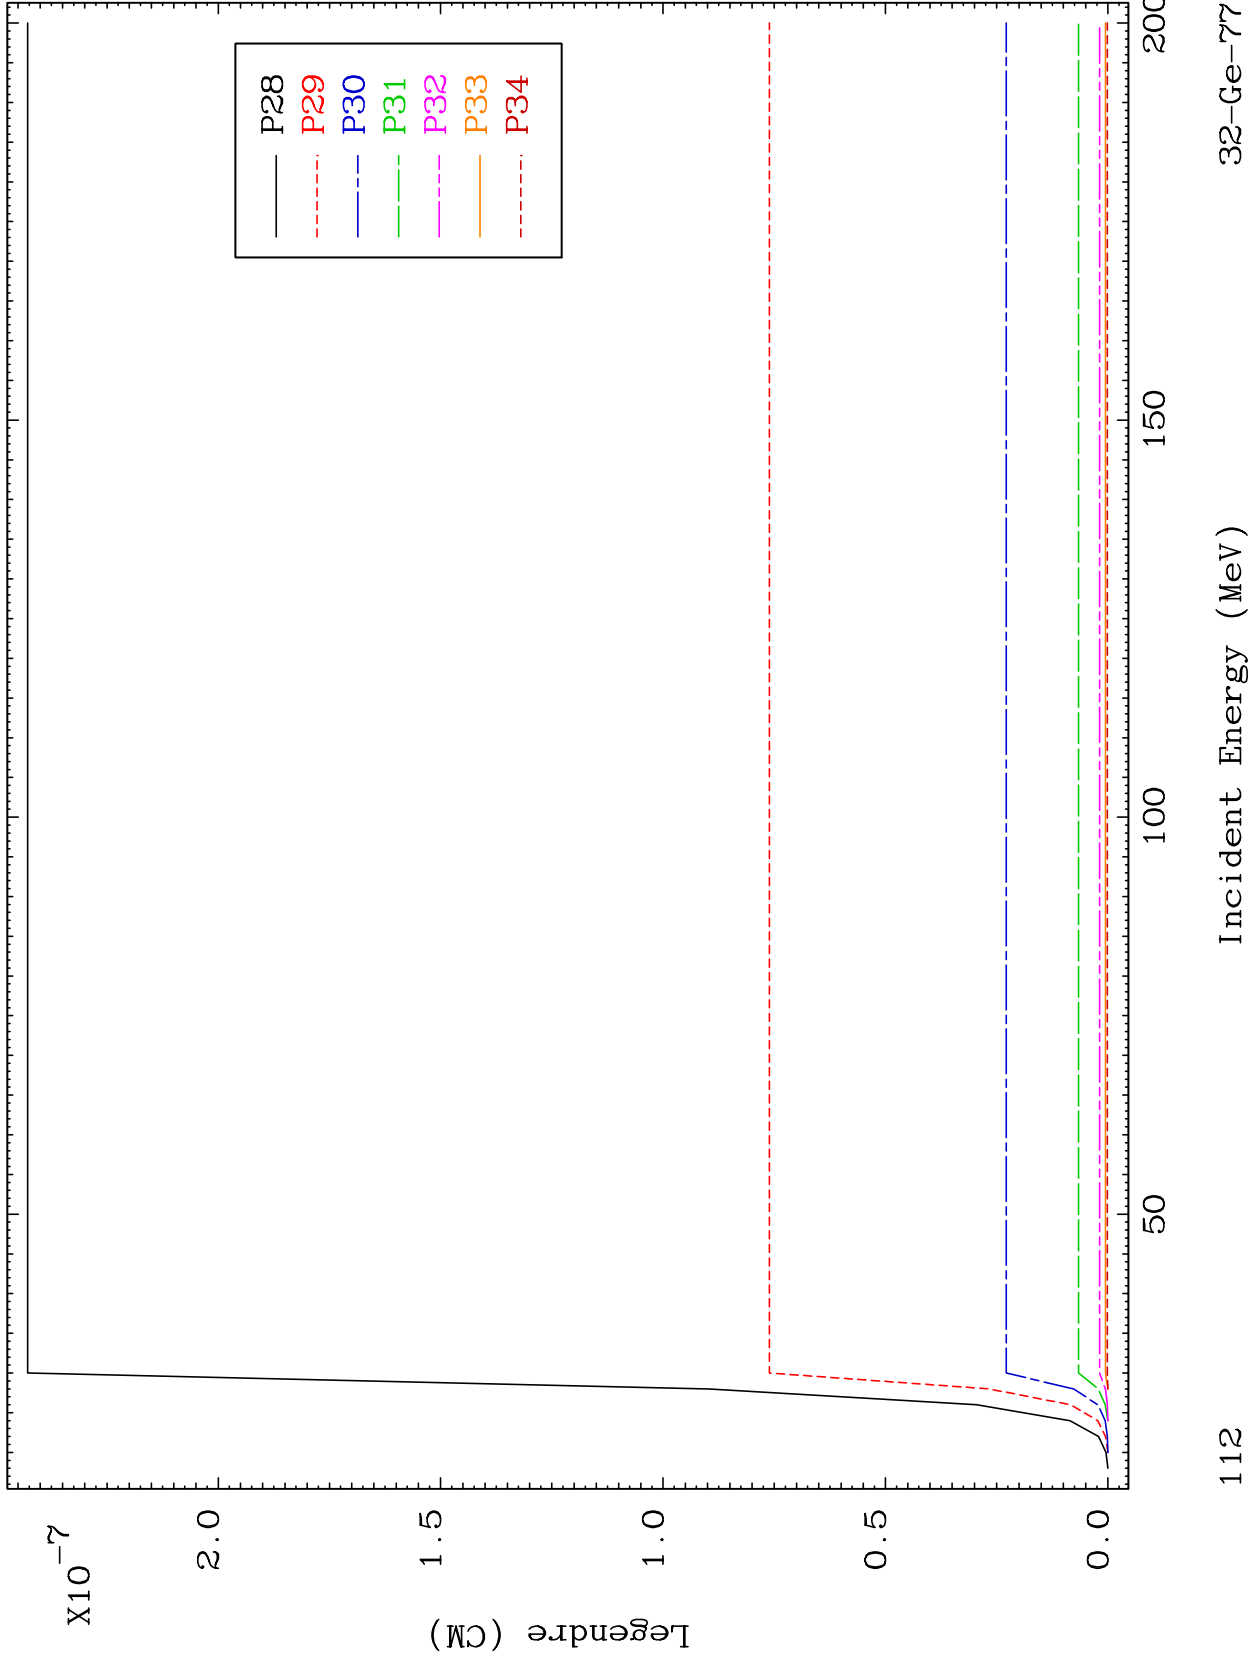 X10-7
2.0
1.5
1.0
0.5
0.0
Legendre (CM)
P28
P29
P30
P31
P32
P33
P34
50
100
150
200
Incident Energy (MeV)
112
32-Ge-77